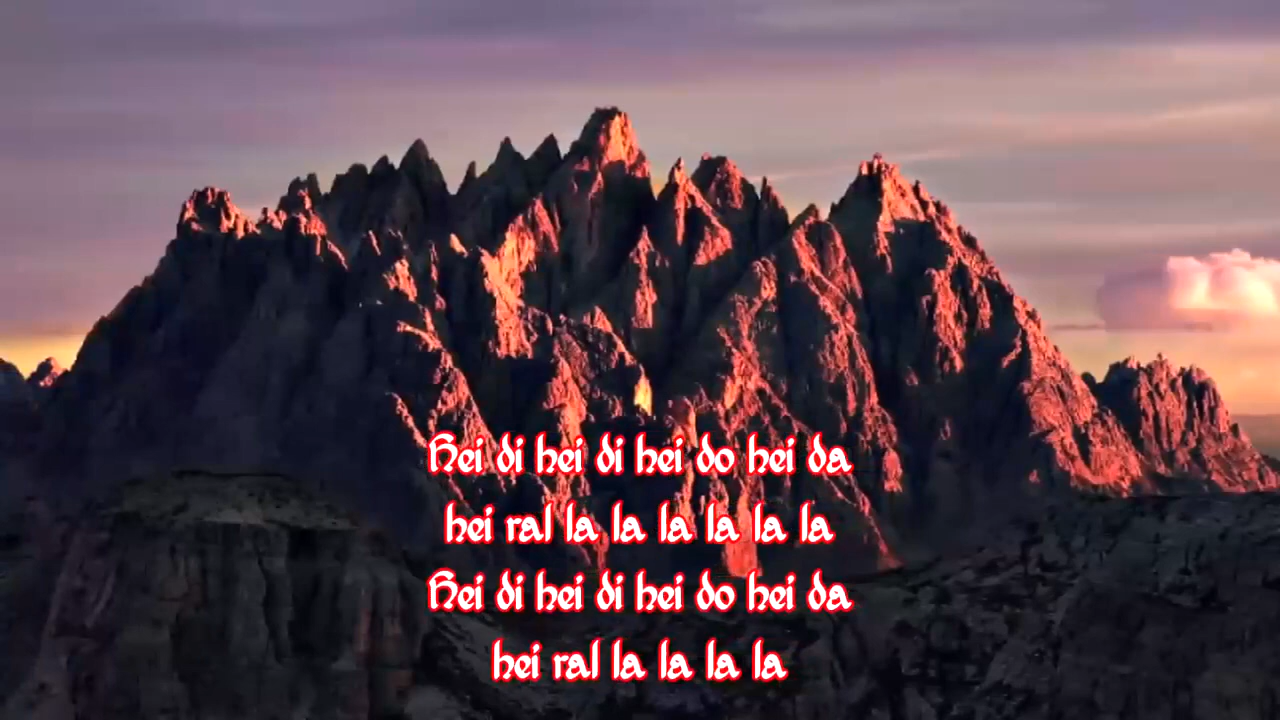 Hei di hei di hei do hei da
hei ral la la la la la la
Hei di hei di hei do hei da
hei ral la la la la